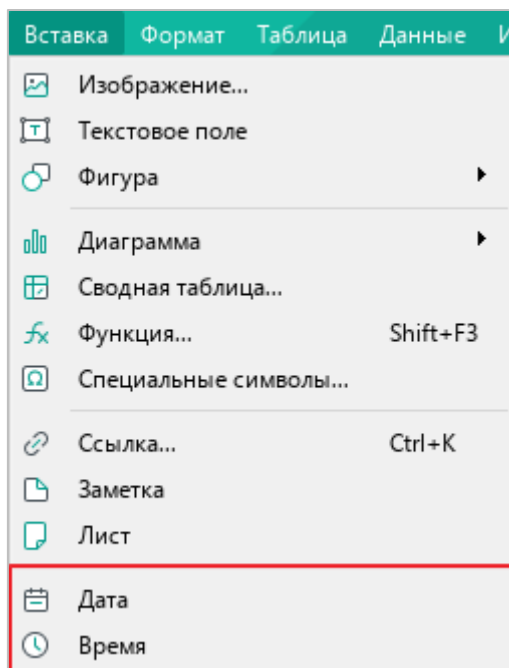 Вставка Формат Таблица Данные И
Изображение...
Текстовое поле
Фигура
Диаграмма
Сводная таблица...
Функция... Shift+F3
Специальные символы...
Ссылка... Ctrl+K
Заметка
Лист
Дата
Время